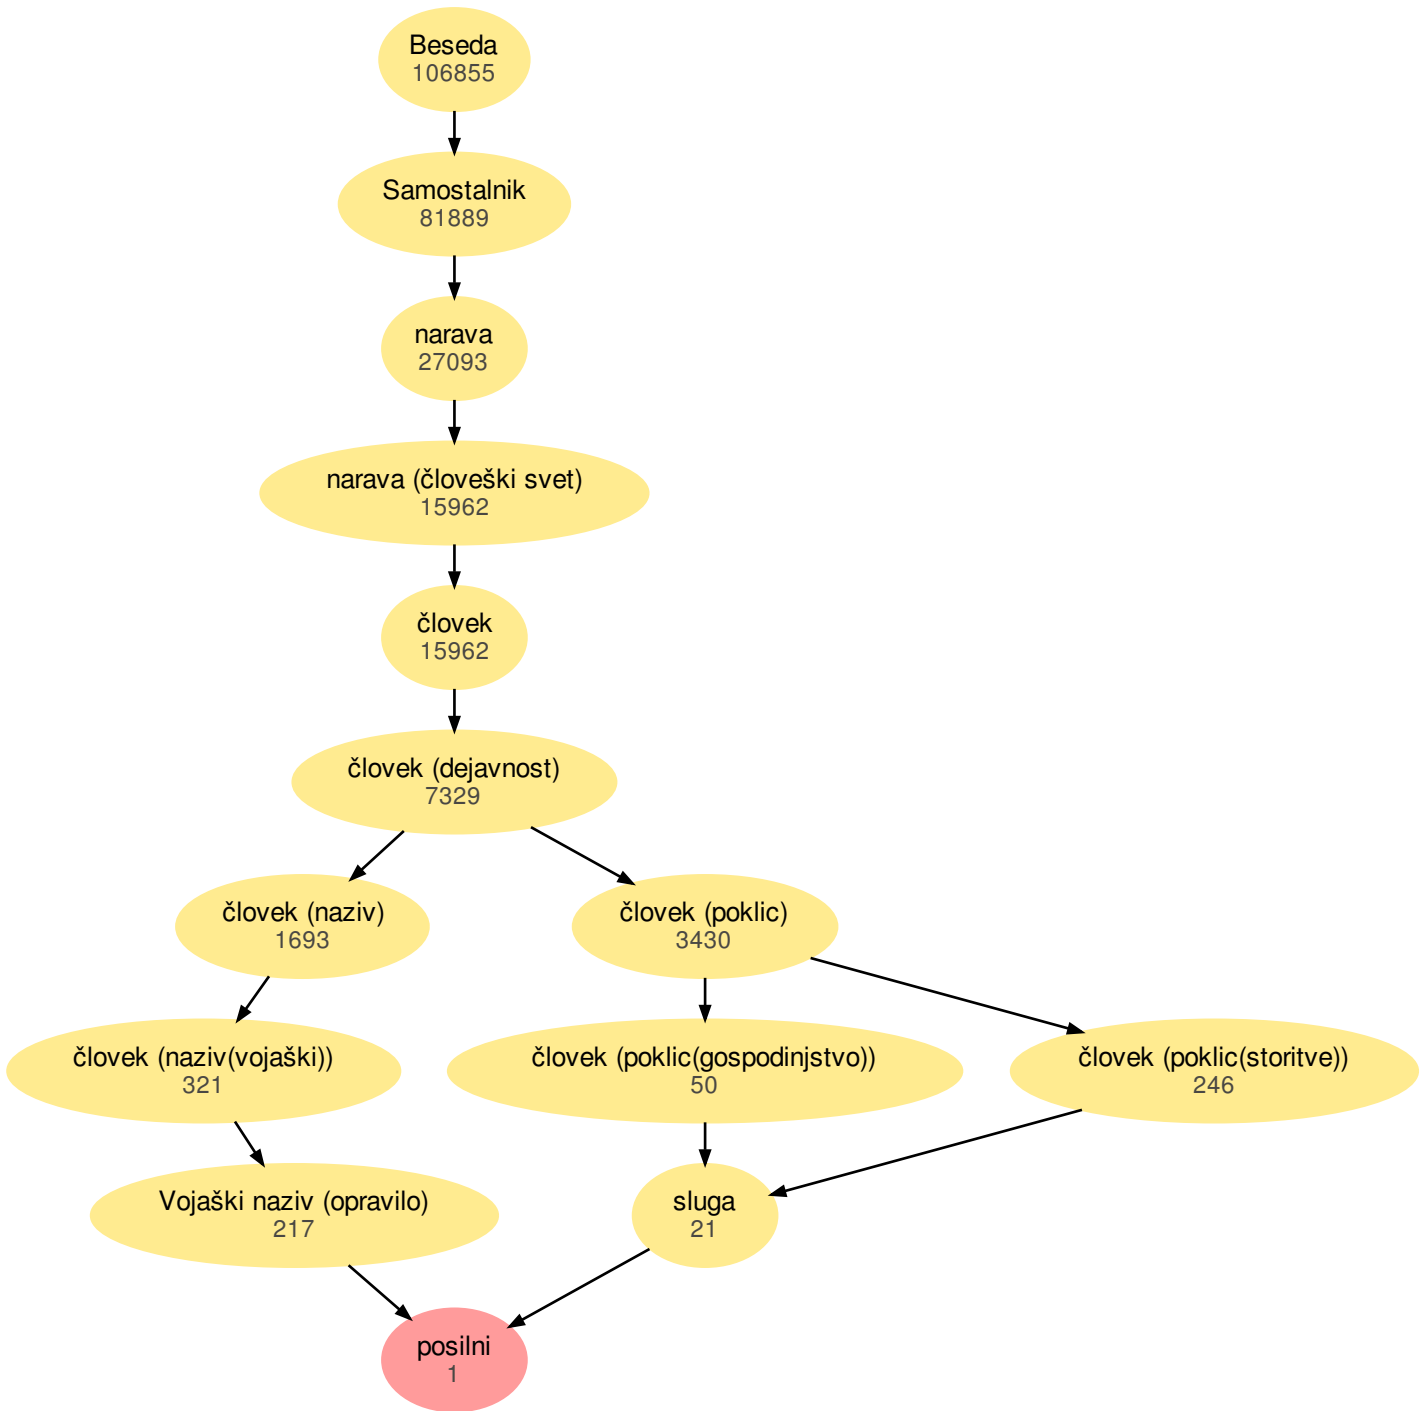 Beseda
106855
Samostalnik
81889
narava
27093
narava (človeški svet)
15962
človek
15962
človek (dejavnost)
7329
človek (naziv)
1693
človek (poklic)
3430
človek (naziv(vojaški))
321
človek (poklic(gospodinjstvo))
50
človek (poklic(storitve))
246
Vojaški naziv (opravilo)
217
sluga
21
posilni
1